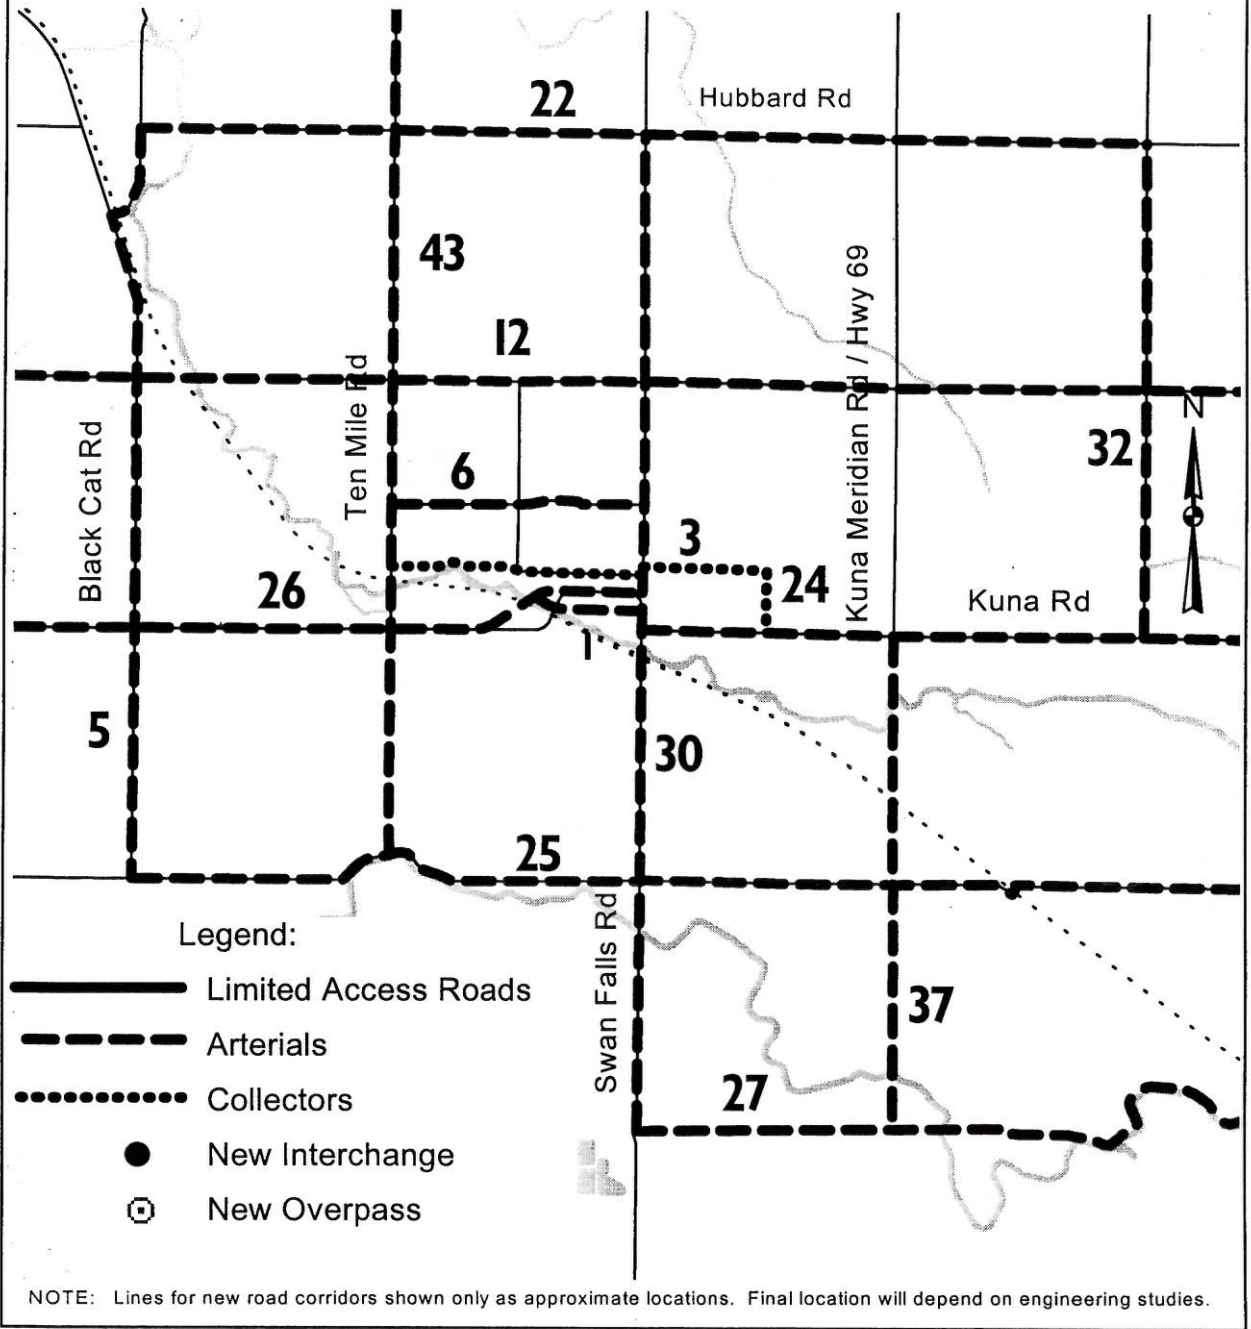 22
Hubbard Rd
43
Kuna Meridian Rd / Hwy 69
12
Ten Mile Rd
N
Black Cat Rd
32
6
3
24
26
Kuna Rd
1
5
30
25
Swan Falls Rd
37
27
Legend:
Limited Access Roads
Arterials
Collectors
New Interchange
New Overpass
NOTE: Lines for new road corridors shown only as approximate locations. Final location will depend on engineering studies.